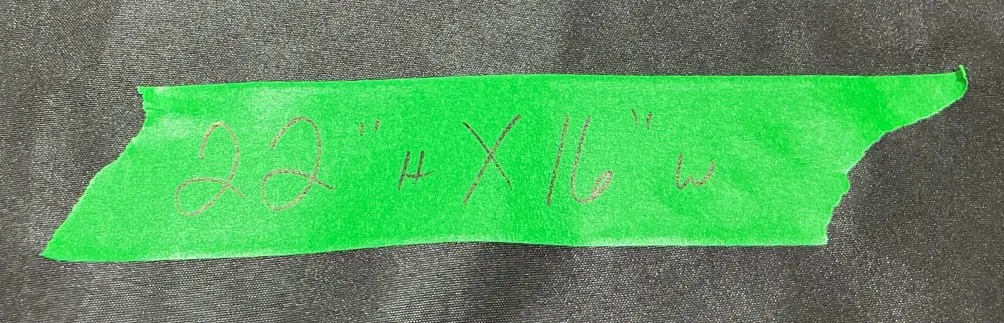 22" H X 16" W